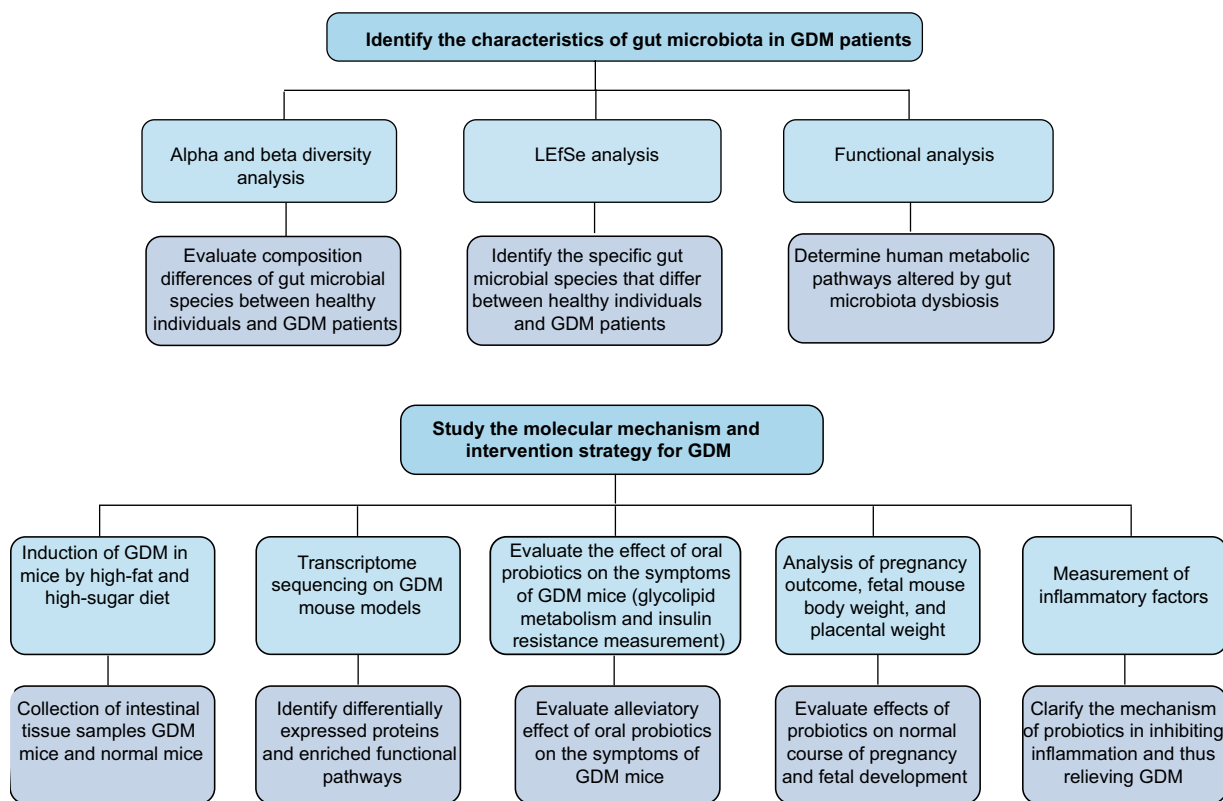 Identify the characteristics of gut microbiota in GDM patients
Alpha and beta diversity
analysis
LEfSe analysis
Functional analysis
Evaluate composition
differences of gut microbial
species between healthy
individuals and GDM patients
Identify the specific gut
microbial species that differ
between healthy individuals
and GDM patients
Determine human metabolic
pathways altered by gut
microbiota dysbiosis
Study the molecular mechanism and
intervention strategy for GDM
Induction of GDM in
mice by high-fat and
high-sugar diet
Transcriptome
sequencing on GDM
mouse models
Evaluate the effect of oral
probiotics on the symptoms
of GDM mice (glycolipid
metabolism and insulin
resistance measurement)
Analysis of pregnancy
outcome, fetal mouse
body weight, and
placental weight
Measurement of
inflammatory factors
Collection of intestinal
tissue samples GDM
mice and normal mice
Identify differentially
expressed proteins
and enriched functional
pathways
Evaluate alleviatory
effect of oral probiotics
on the symptoms of
GDM mice
Evaluate effects of
probiotics on normal
course of pregnancy
and fetal development
Clarify the mechanism
of probiotics in inhibiting
inflammation and thus
relieving GDM